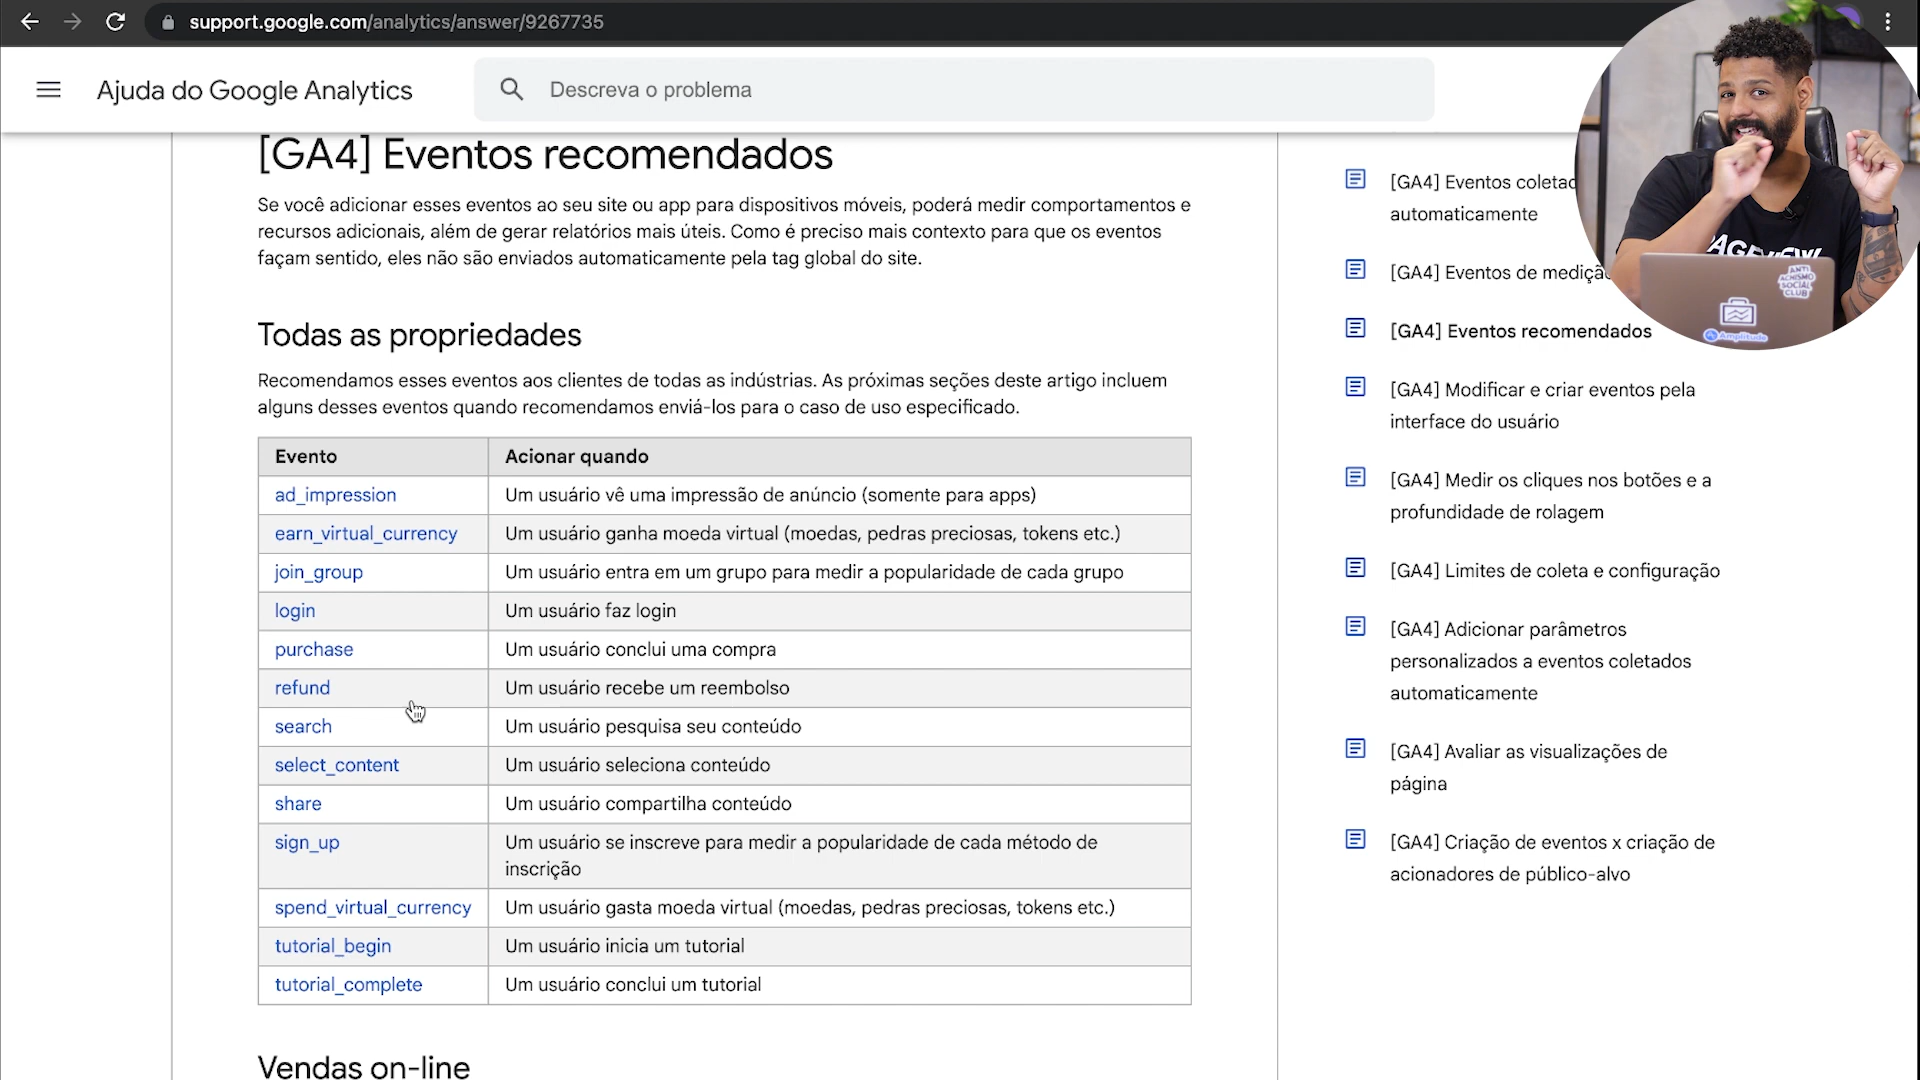 support.google.com/analytics/answer/9267735
Ajuda do Google Analytics
Descreva o problema
[GA4] Eventos recomendados
Se você adicionar esses eventos ao seu site ou app para dispositivos móveis, poderá medir comportamentos e
recursos adicionais, além de gerar relatórios mais úteis. Como é preciso mais contexto para que os eventos
façam sentido, eles não são enviados automaticamente pela tag global do site.
Todas as propriedades
Recomendamos esses eventos aos clientes de todas as indústrias. As próximas seções deste artigo incluem
alguns desses eventos quando recomendamos enviá-los para o caso de uso especificado.
Evento Acionar quando
ad_impression Um usuário vê uma impressão de anúncio (somente para apps)
earn_virtual_currency Um usuário ganha moeda virtual (moedas, pedras preciosas, tokens etc.)
join_group Um usuário entra em um grupo para medir a popularidade de cada grupo
login Um usuário faz login
purchase Um usuário conclui uma compra
refund Um usuário recebe um reembolso
search Um usuário pesquisa seu conteúdo
select_content Um usuário seleciona conteúdo
share Um usuário compartilha conteúdo
sign_up Um usuário se inscreve para medir a popularidade de cada método de
inscrição
spend_virtual_currency Um usuário gasta moeda virtual (moedas, pedras preciosas, tokens etc.)
tutorial_begin Um usuário inicia um tutorial
tutorial_complete Um usuário conclui um tutorial
Vendas on-line
[GA4] Eventos
automaticamente
[GA4] Eventos de
[GA4] Eventos recomendados
[GA4] Modificar e criar eventos pela
interface do usuário
[GA4] Medir os cliques nos botões e a
profundidade de rolagem
[GA4] Limites de coleta e configuração
[GA4] Adicionar parâmetros
personalizados a eventos coletados
automaticamente
[GA4] Avaliar as visualizações de
página
[GA4] Criação de eventos x criação de
acionadores de público-alvo
ANTI
ACHISMO
SOCIAL
CLUB
Amplitude